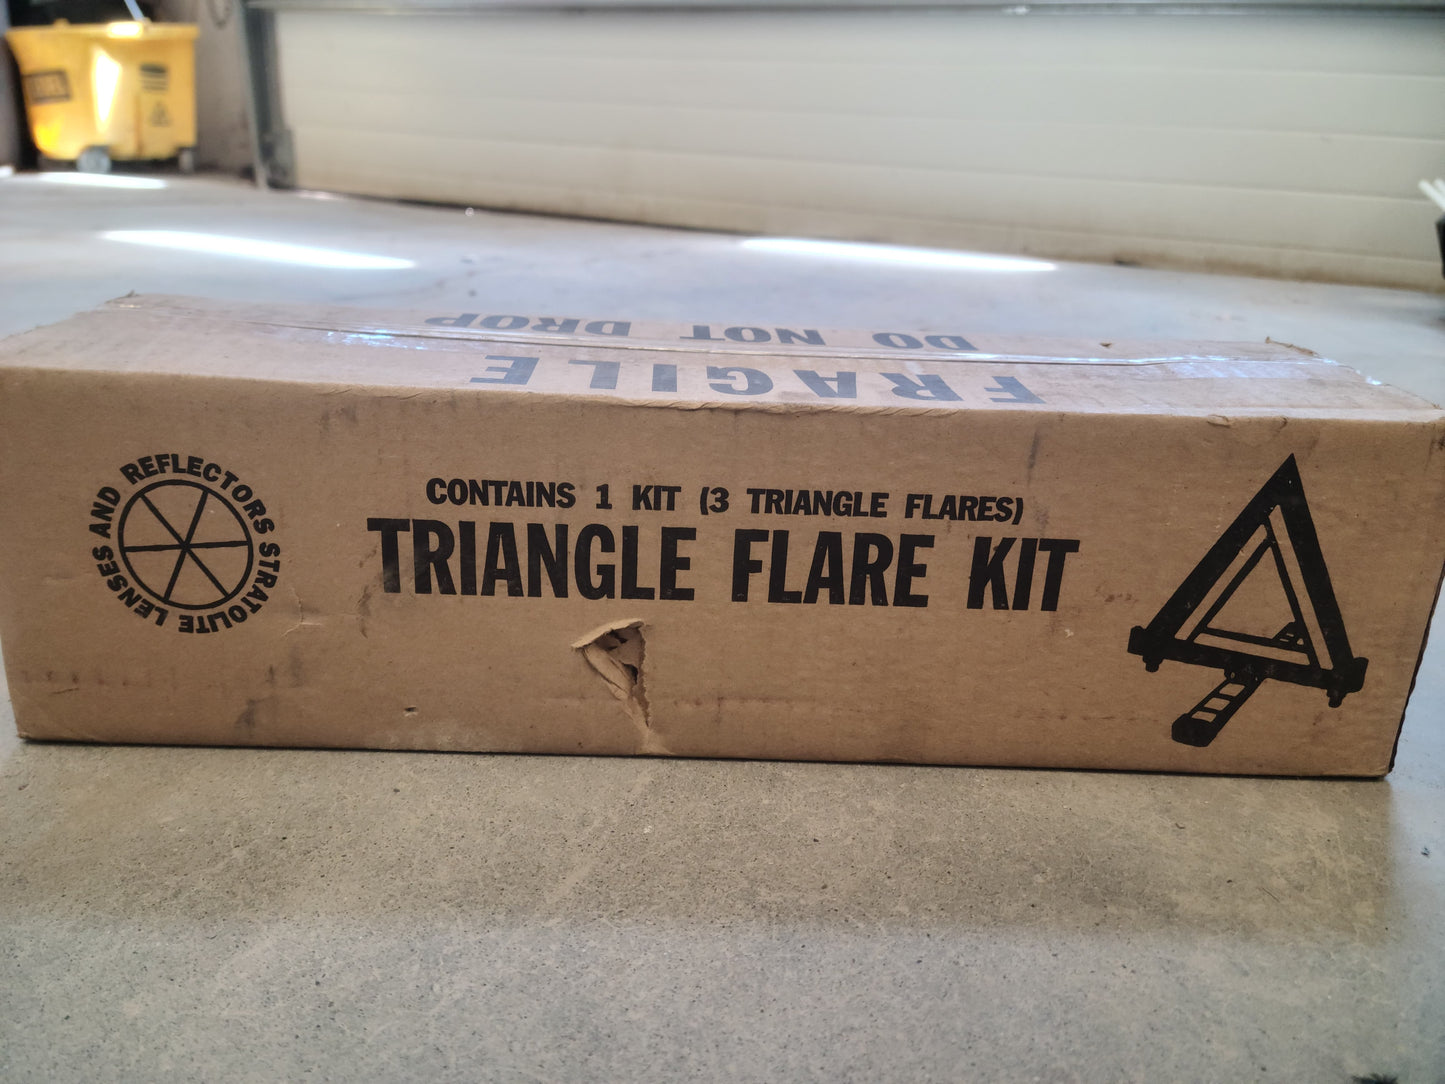 DO NOT DROP
FRAGILE
LENSES AND REFLECTORS STRATOLITE
CONTAINS 1 KIT (3 TRIANGLE FLARES)
TRIANGLE FLARE KIT